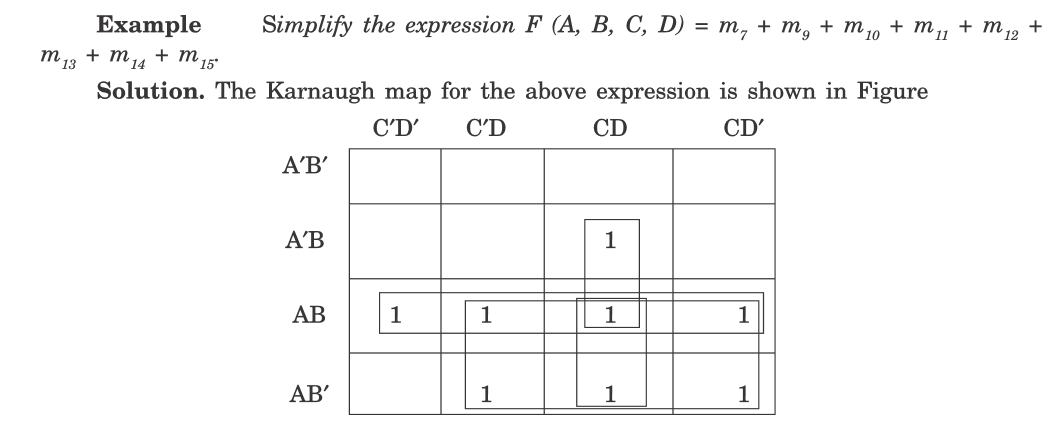 Example Simplify the expression F (A, B, C, D) = m₇ + m₉ + m₁₀ + m₁₁ + m₁₂ +
m₁₃ + m₁₄ + m₁₅.
Solution. The Karnaugh map for the above expression is shown in Figure
C′D′ C′D CD CD′
A′B′
A′B 1
AB 1 1 1 1
AB′ 1 1 1